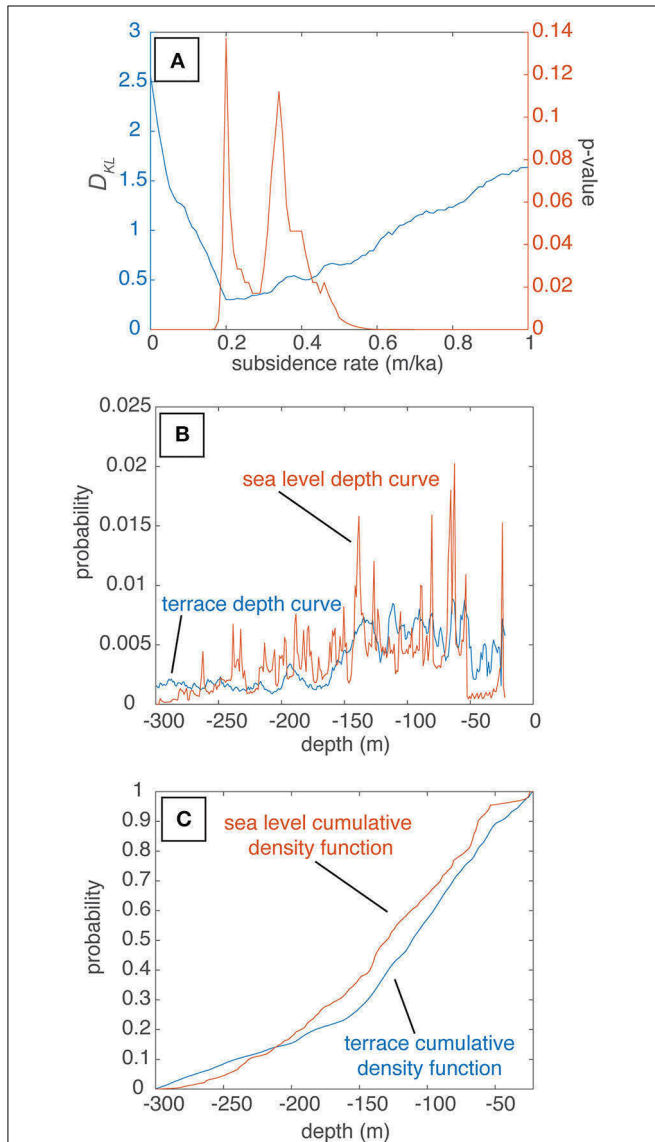 A
3
2.5
2
1.5
1
0.5
0
D_KL
0.14
0.12
0.10
0.08
0.06
0.04
0.02
0
p-value
0 0.2 0.4 0.6 0.8 1
subsidence rate (m/ka)
B
0.025
0.02
0.015
0.01
0.005
0
probability
sea level depth curve
terrace depth curve
-300 -250 -200 -150 -100 -50 0
depth (m)
C
1
0.9
0.8
0.7
0.6
0.5
0.4
0.3
0.2
0.1
0
probability
sea level cumulative
density function
terrace cumulative
density function
-300 -250 -200 -150 -100 -50
depth (m)